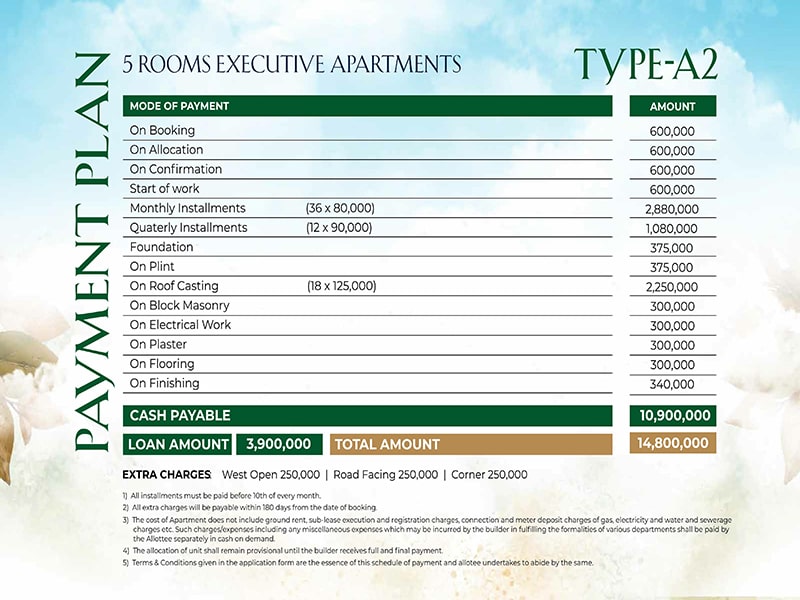 PAYMENT PLAN
5 ROOMS EXECUTIVE APARTMENTS TYPE-A2
MODE OF PAYMENT AMOUNT
On Booking 600,000
On Allocation 600,000
On Confirmation 600,000
Start of work 600,000
Monthly Installments (36 x 80,000) 2,880,000
Quaterly Installments (12 x 90,000) 1,080,000
Foundation 375,000
On Plint 375,000
On Roof Casting (18 x 125,000) 2,250,000
On Block Masonry 300,000
On Electrical Work 300,000
On Plaster 300,000
On Flooring 300,000
On Finishing 340,000
CASH PAYABLE 10,900,000
LOAN AMOUNT 3,900,000 TOTAL AMOUNT 14,800,000
EXTRA CHARGES: West Open 250,000 | Road Facing 250,000 | Corner 250,000
1) All installments must be paid before 10th of every month.
2) All extra charges will be payable within 180 days from the date of booking.
3) The cost of Apartment does not include ground rent, sub-lease execution and registration charges, connection and meter deposit charges of gas, electricity and water and sewerage
charges etc. Such charges/expenses including any miscellaneous expenses which may be incurred by the builder in fulfilling the formalities of various departments shall be paid by
the Allottee separately in cash on demand.
4) The allocation of unit shall remain provisional until the builder receives full and final payment.
5) Terms & Conditions given in the application form are the essence of this schedule of payment and allotee undertakes to abide by the same.